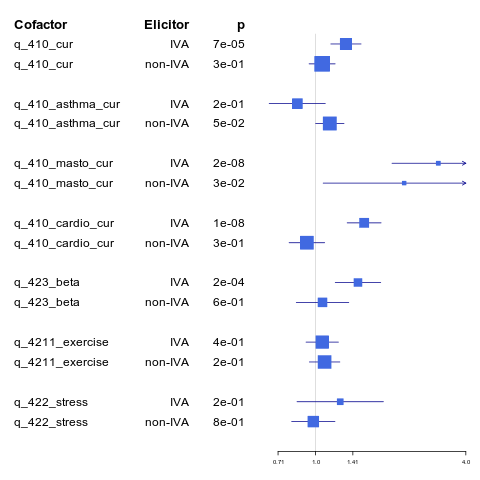 Cofactor Elicitor p
q_410_cur IVA 7e-05
q_410_cur non-IVA 3e-01
q_410_asthma_cur IVA 2e-01
q_410_asthma_cur non-IVA 5e-02
q_410_masto_cur IVA 2e-08
q_410_masto_cur non-IVA 3e-02
q_410_cardio_cur IVA 1e-08
q_410_cardio_cur non-IVA 3e-01
q_423_beta IVA 2e-04
q_423_beta non-IVA 6e-01
q_4211_exercise IVA 4e-01
q_4211_exercise non-IVA 2e-01
q_422_stress IVA 2e-01
q_422_stress non-IVA 8e-01
0.71 1.0 1.41 4.0